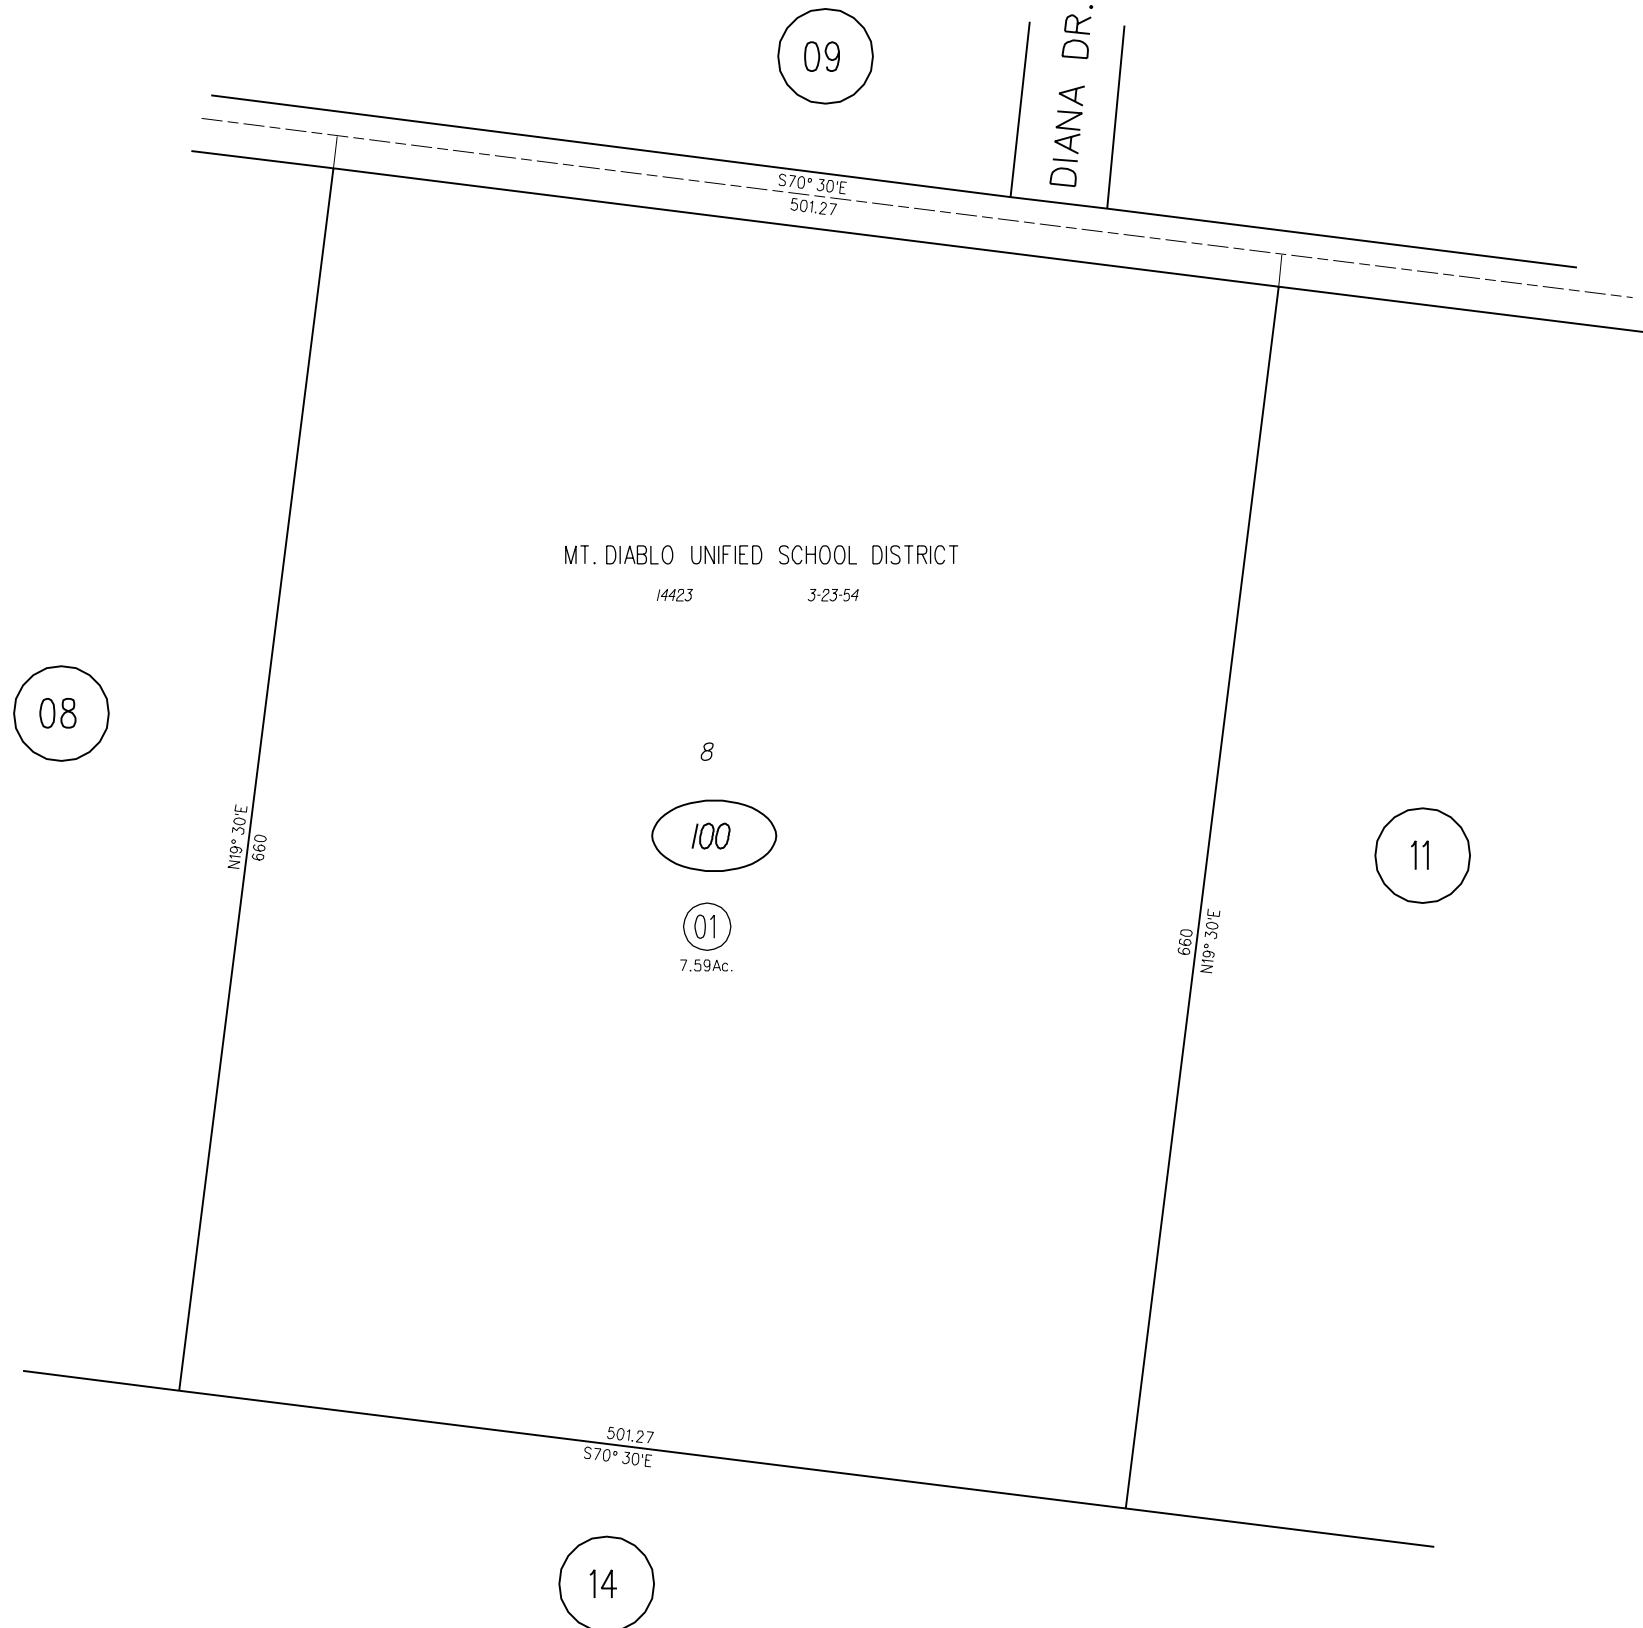 09
DIANA DR.
S70° 30'E
501.27
MT. DIABLO UNIFIED SCHOOL DISTRICT
14423 3-23-54
08
8
N19° 30'E
660
100
11
01
660
N19° 30'E
7.59Ac.
501.27
S70° 30'E
14